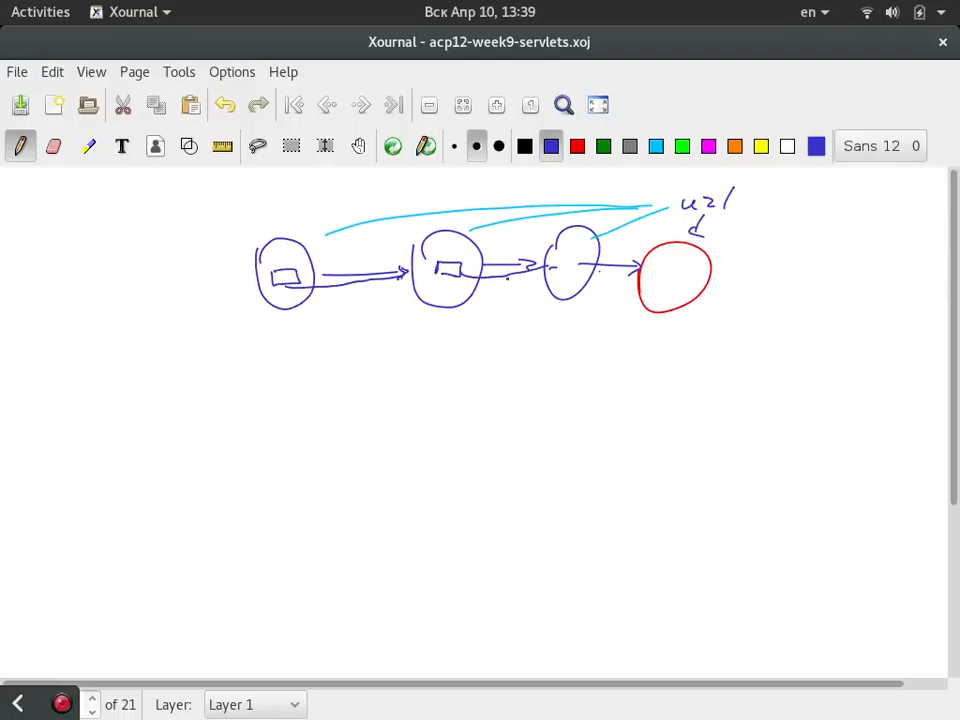 Activities Xournal Вск Апр 10, 13:39 en
Xournal - acp12-week9-servlets.xoj
File Edit View Page Tools Options Help
Sans 12 0
of 21 Layer: Layer 1